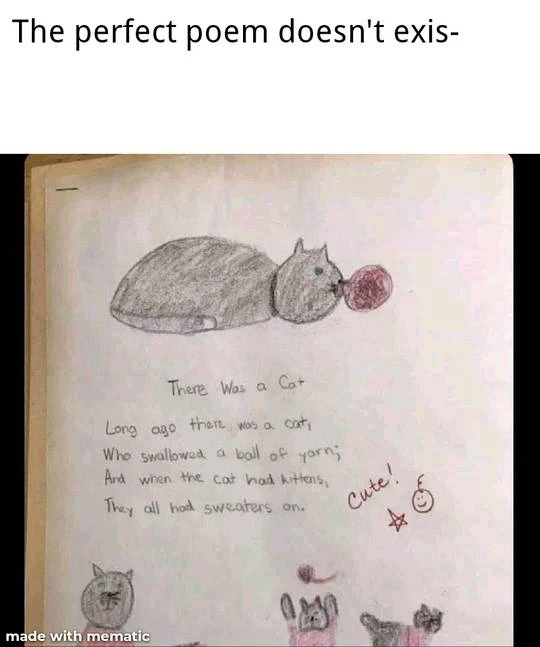 The perfect poem doesn't exis-
There Was a Cat
Long ago there was a cat,
Who swallowed a ball of yarn;
And when the cat had kittens,
They all had sweaters on.
Cute!
made with mematic